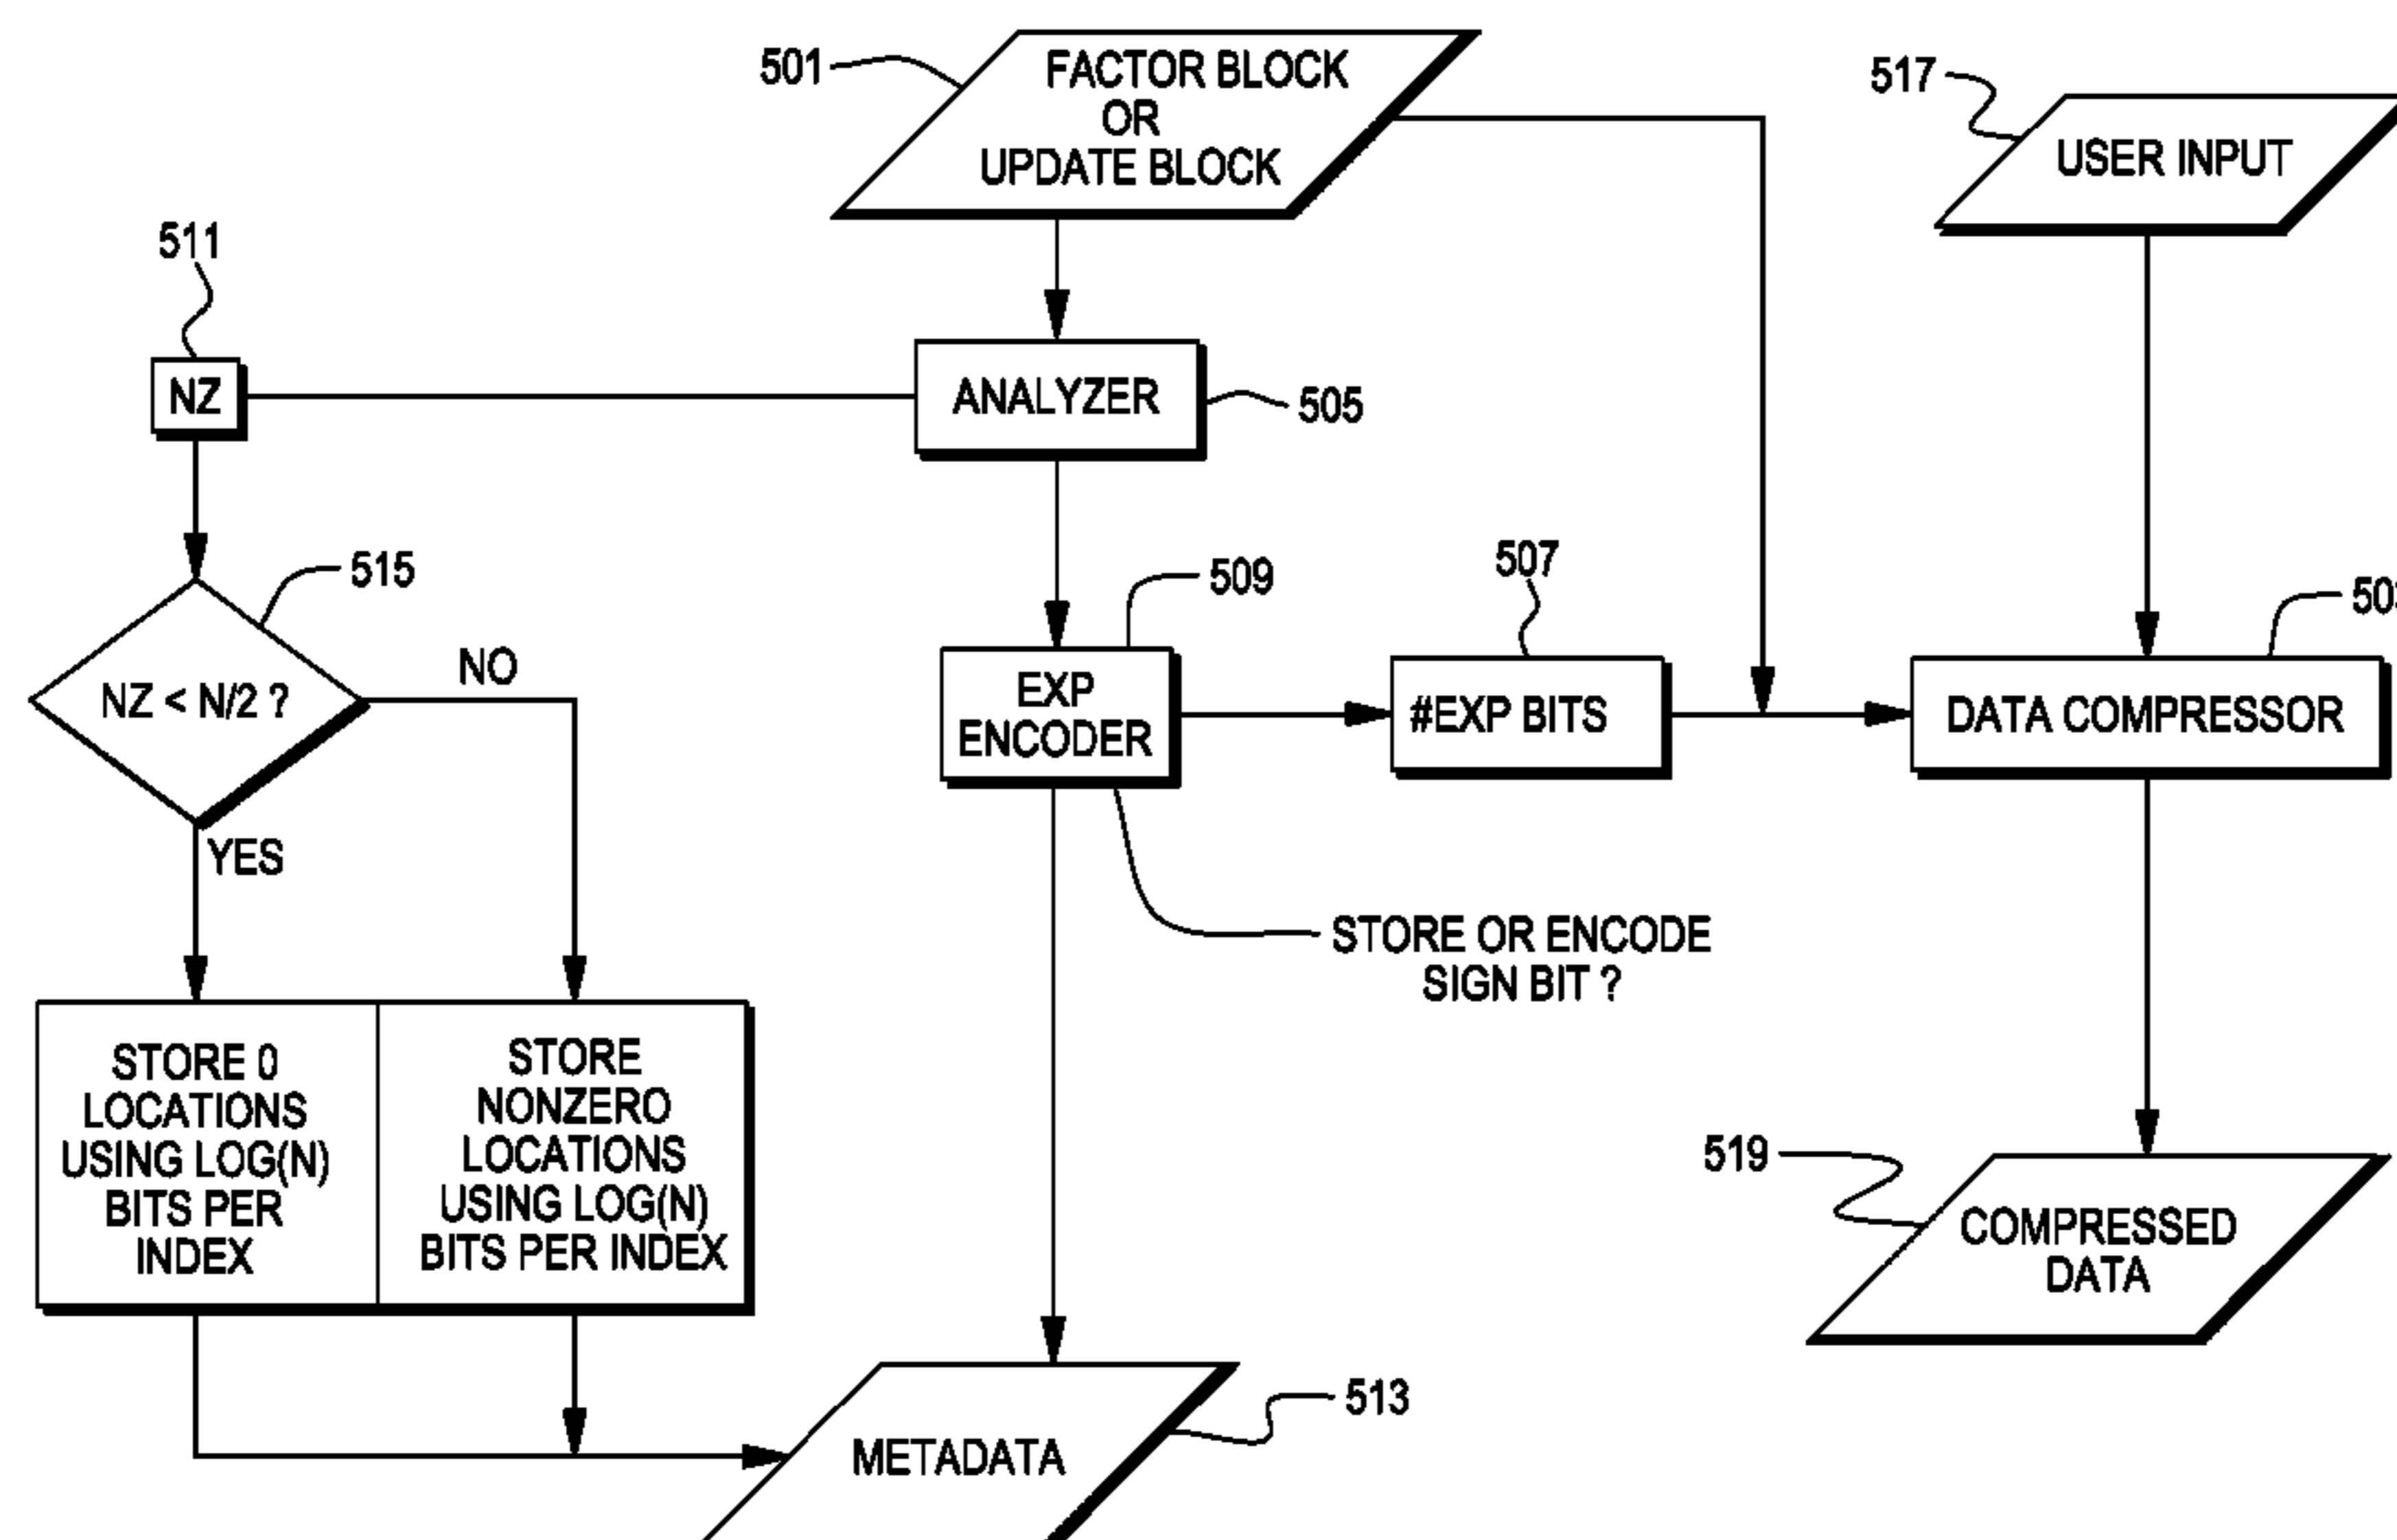 501
FACTOR BLOCK
OR
UPDATE BLOCK
517
USER INPUT
511
NZ
ANALYZER
505
515
NZ < N/2 ?
NO
YES
509
EXP
ENCODER
507
#EXP BITS
DATA COMPRESSOR
STORE OR ENCODE
SIGN BIT ?
STORE 0
LOCATIONS
USING LOG(N)
BITS PER
INDEX
STORE
NONZERO
LOCATIONS
USING LOG(N)
BITS PER INDEX
519
COMPRESSED
DATA
513
METADATA